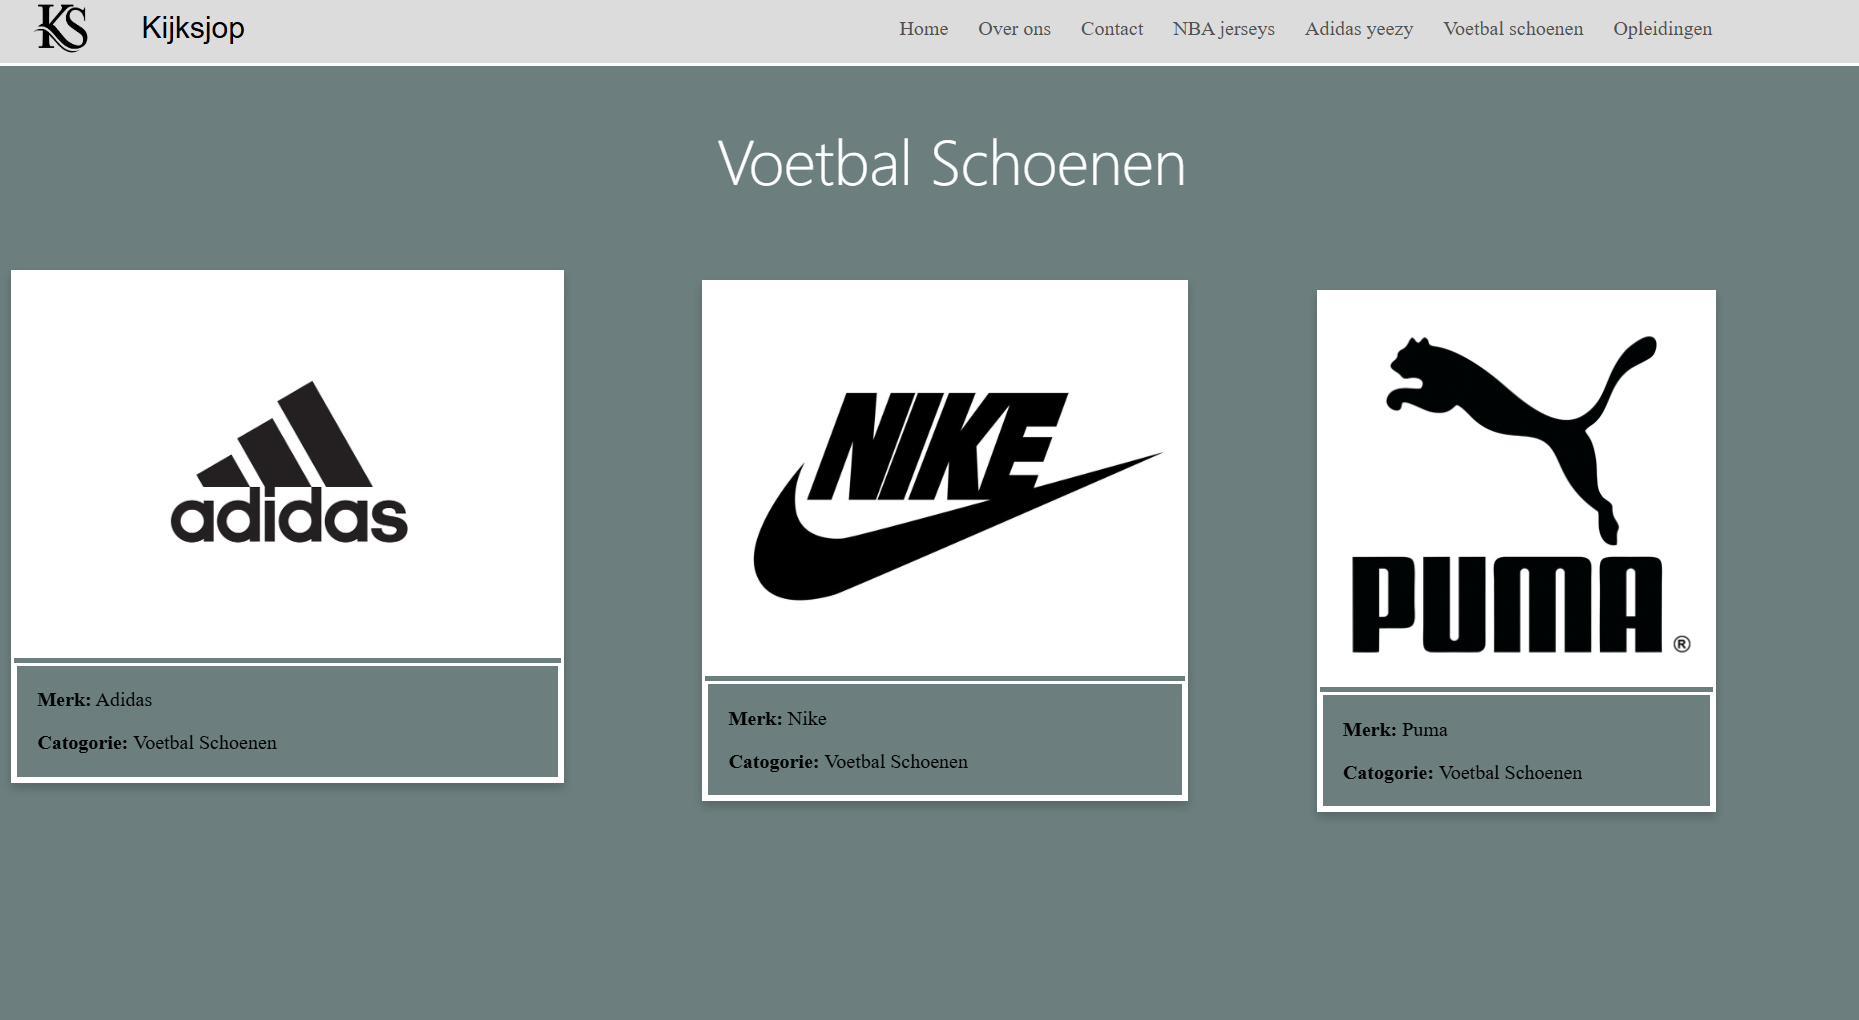 KS
Kijksjop
Home Over ons Contact NBA jerseys Adidas yeezy Voetbal schoenen Opleidingen
Voetbal Schoenen
adidas
Merk: Adidas
Catogorie: Voetbal Schoenen
NIKE
Merk: Nike
Catogorie: Voetbal Schoenen
PUMA ®
Merk: Puma
Catogorie: Voetbal Schoenen